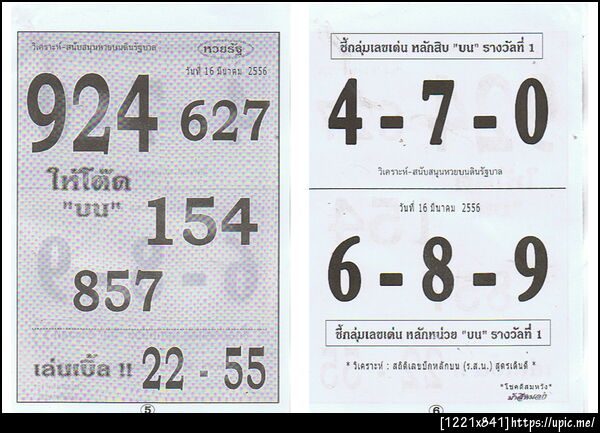 วิเคราะห์-สนับสนุนหวยบนดินรัฐบาล
หวยรัฐ
วันที่ 16 มีนาคม 2556
924
627
ให้โต๊ด
"บน"
154
857
เล่นเบิ้ล !! 22 - 55
5
ชี้กลุ่มเลขเด่น หลักสิบ "บน" รางวัลที่ 1
4 - 7 - 0
วิเคราะห์-สนับสนุนหวยบนดินรัฐบาล
วันที่ 16 มีนาคม 2556
6 - 8 - 9
ชี้กลุ่มเลขเด่น หลักหน่วย "บน" รางวัลที่ 1
* วิเคราะห์ : สถิติเลขปักหลักบน (ร.ส.น.) สูตรเด็นดี *
"โชคดีสมหวัง"
6
[1221x841]https://upic.me/